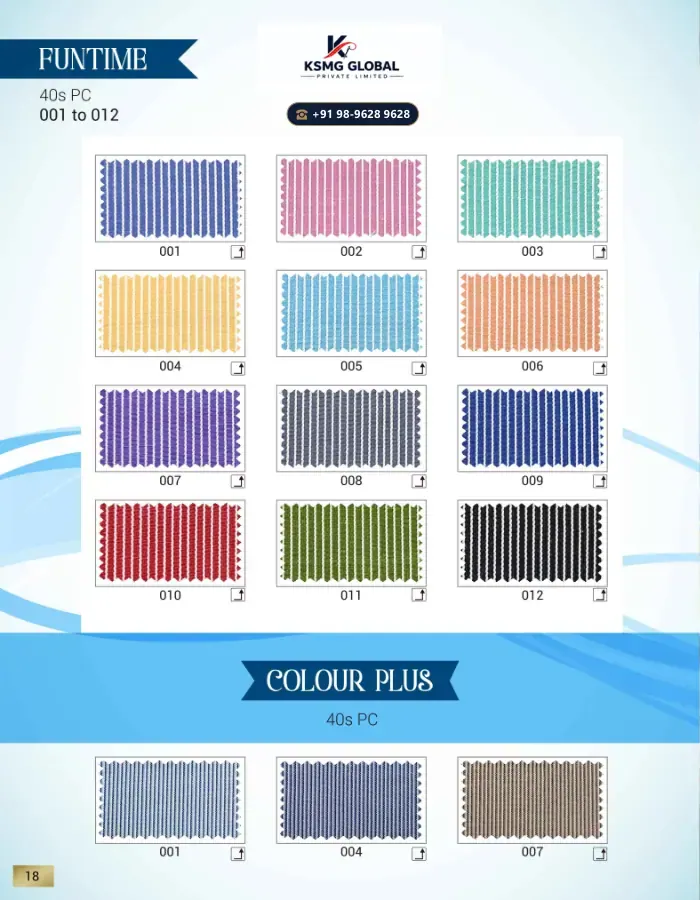 FUNTIME
40s PC
001 to 012
KSMG GLOBAL
PRIVATE LIMITED
+91 98-9628 9628
001
002
003
004
005
006
007
008
009
010
011
012
COLOUR PLUS
40s PC
001
004
007
18